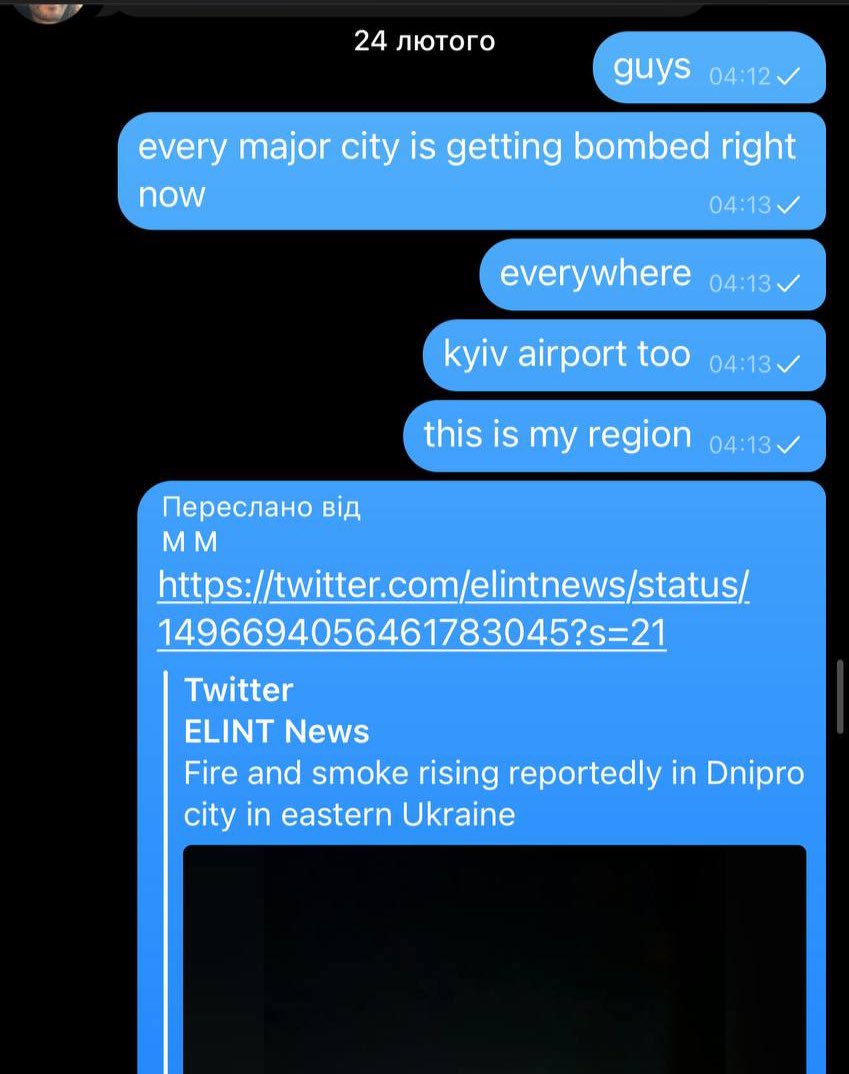 24 лютого
guys 04:12
every major city is getting bombed right
now 04:13
everywhere 04:13
kyiv airport too 04:13
this is my region 04:13
Переслано від
M M
https://twitter.com/elintnews/status/
1496694056461783045?s=21
Twitter
ELINT News
Fire and smoke rising reportedly in Dnipro
city in eastern Ukraine